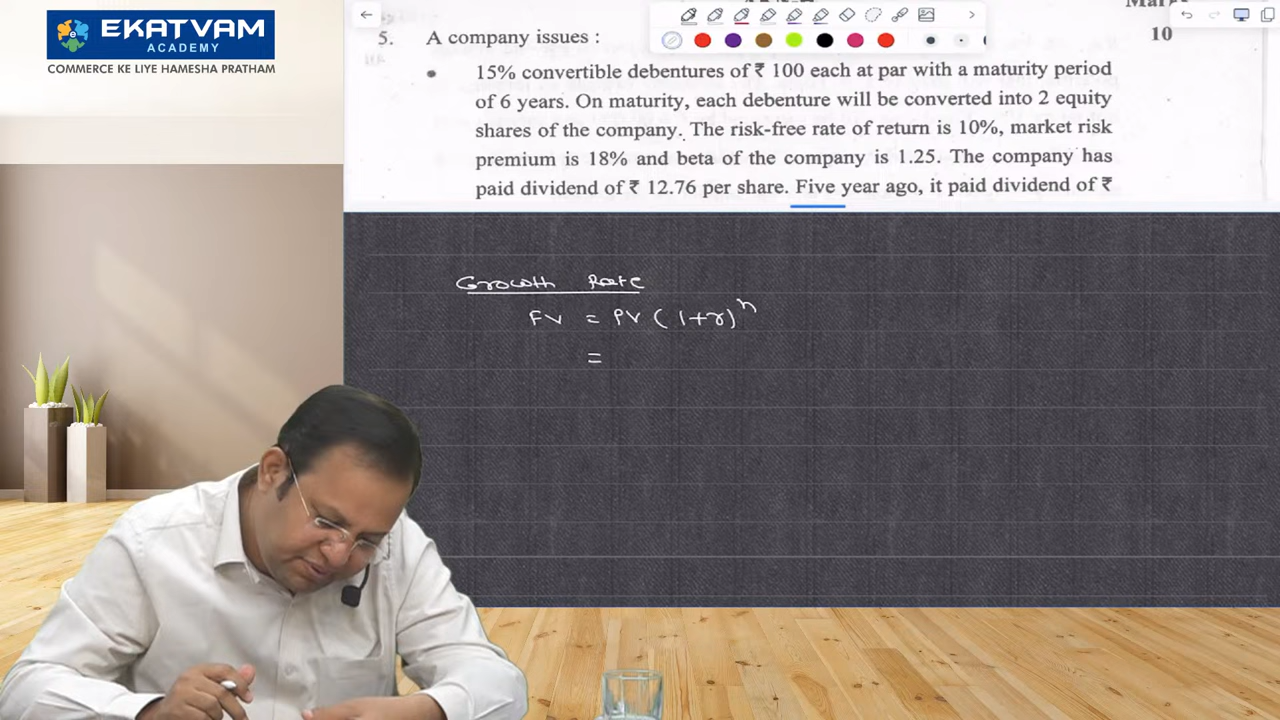 EKATVAM
ACADEMY
COMMERCE KE LIYE HAMESHA PRATHAM
5. A company issues : 10
• 15% convertible debentures of ₹ 100 each at par with a maturity period
of 6 years. On maturity, each debenture will be converted into 2 equity
shares of the company. The risk-free rate of return is 10%, market risk
premium is 18% and beta of the company is 1.25. The company has
paid dividend of ₹ 12.76 per share. Five year ago, it paid dividend of ₹
Growth Rate
FV = PV (1+r)ⁿ
=